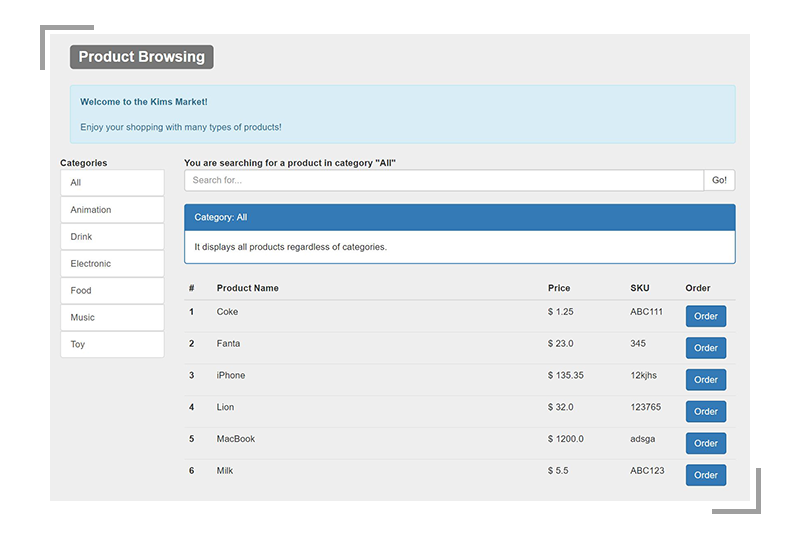 Product Browsing
Welcome to the Kims Market!
Enjoy your shopping with many types of products!
Categories
All
Animation
Drink
Electronic
Food
Music
Toy
You are searching for a product in category "All"
Search for... Go!
Category: All
It displays all products regardless of categories.
# Product Name Price SKU Order
1 Coke $ 1.25 ABC111 Order
2 Fanta $ 23.0 345 Order
3 iPhone $ 135.35 12kjhs Order
4 Lion $ 32.0 123765 Order
5 MacBook $ 1200.0 adsga Order
6 Milk $ 5.5 ABC123 Order